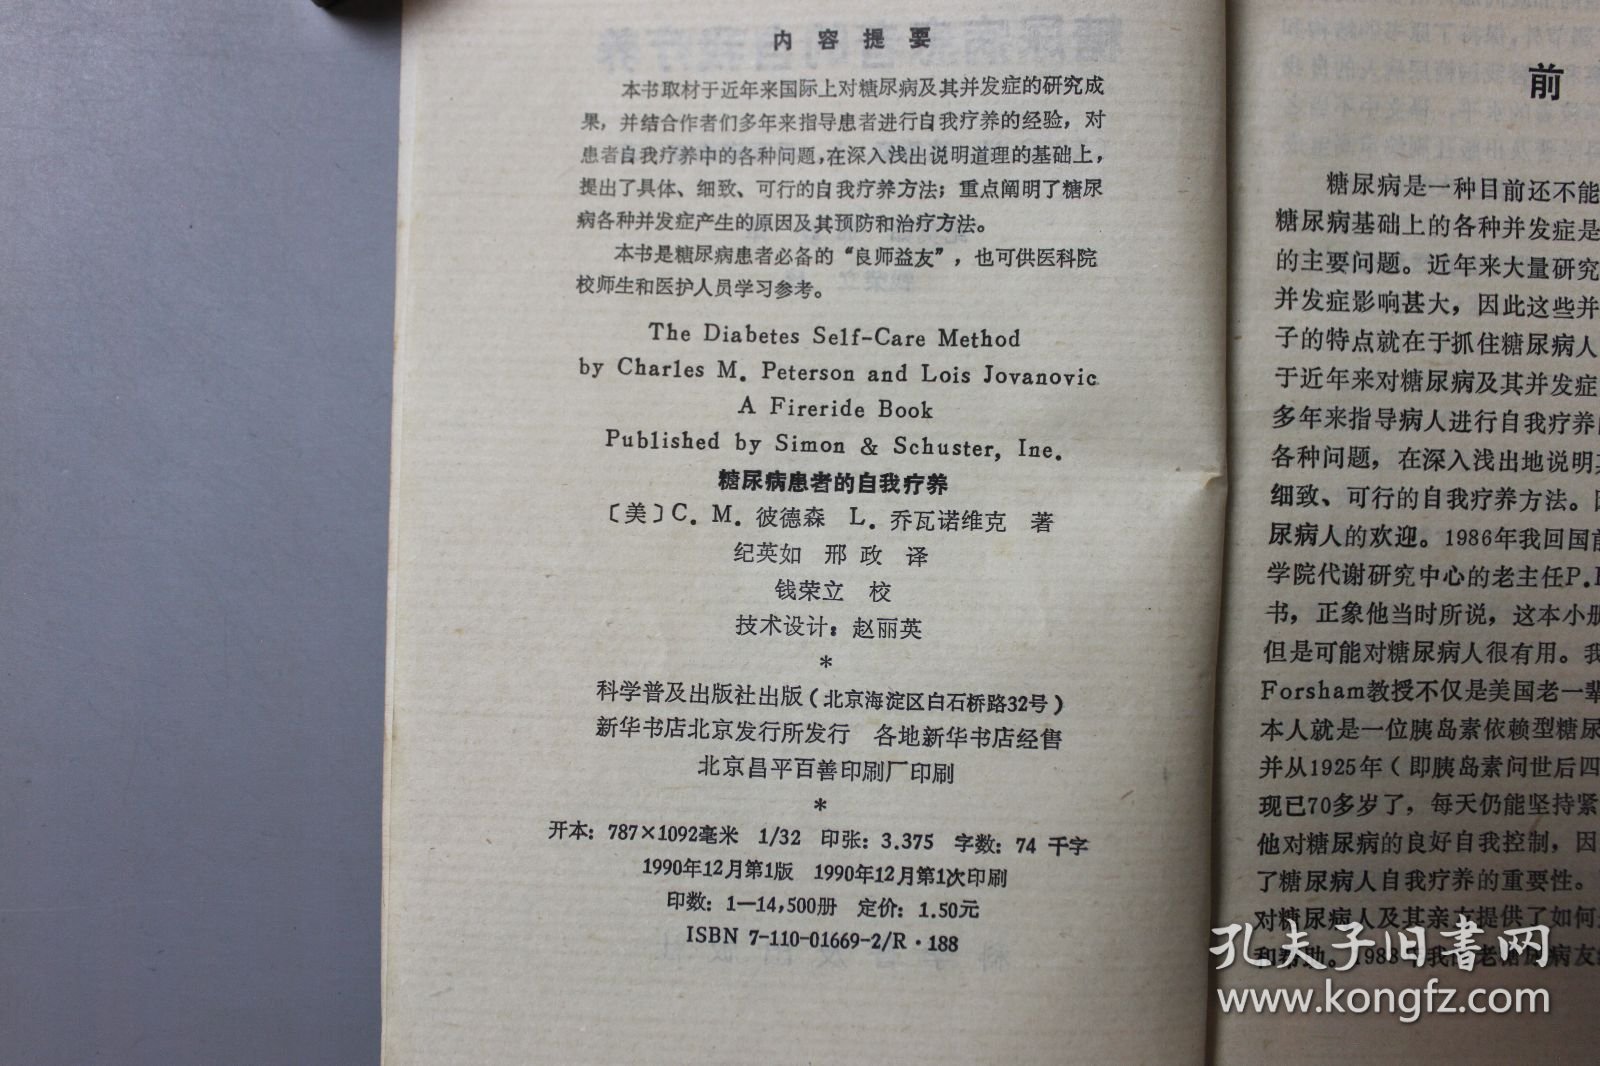 内容提要
本书取材于近年来国际上对糖尿病及其并发症的研究成
果，并结合作者们多年来指导患者进行自我疗养的经验，对
患者自我疗养中的各种问题，在深入浅出说明道理的基础上，
提出了具体、细致、可行的自我疗养方法；重点阐明了糖尿
病各种并发症产生的原因及其预防和治疗方法。
本书是糖尿病患者必备的“良师益友”，也可供医科院
校师生和医护人员学习参考。
The Diabetes Self-Care Method
by Charles M. Peterson and Lois Jovanovic
A Fireride Book
Published by Simon & Schuster, Ine.
糖尿病患者的自我疗养
〔美〕C. M. 彼德森 L. 乔瓦诺维克 著
纪英如 邢政 译
钱荣立 校
技术设计：赵丽英
*
科学普及出版社出版（北京海淀区白石桥路32号）
新华书店北京发行所发行 各地新华书店经售
北京昌平百善印刷厂印刷
*
开本：787×1092毫米 1/32 印张：3.375 字数：74 千字
1990年12月第1版 1990年12月第1次印刷
印数：1—14,500册 定价：1.50元
ISBN 7-110-01669-2/R·188
前
糖尿病是一种目前还不能
糖尿病基础上的各种并发症是
的主要问题。近年来大量研究
并发症影响甚大，因此这些并
子的特点就在于抓住糖尿病人
于近年来对糖尿病及其并发症
多年来指导病人进行自我疗养
各种问题，在深入浅出地说明
细致、可行的自我疗养方法。
尿病人的欢迎。1986年我回国前
学院代谢研究中心的老主任P.
书，正象他当时所说，这本小册
但是可能对糖尿病人很有用。我
Forsham教授不仅是美国老一辈
本人就是一位胰岛素依赖型糖尿
并从1925年（即胰岛素问世后四
现已70多岁了，每天仍能坚持紧
他对糖尿病的良好自我控制，因
了糖尿病人自我疗养的重要性。
对糖尿病人及其亲友提供了如何
和帮助。1988年我
老糖尿病友
孔夫子旧书网
www.kongfz.com